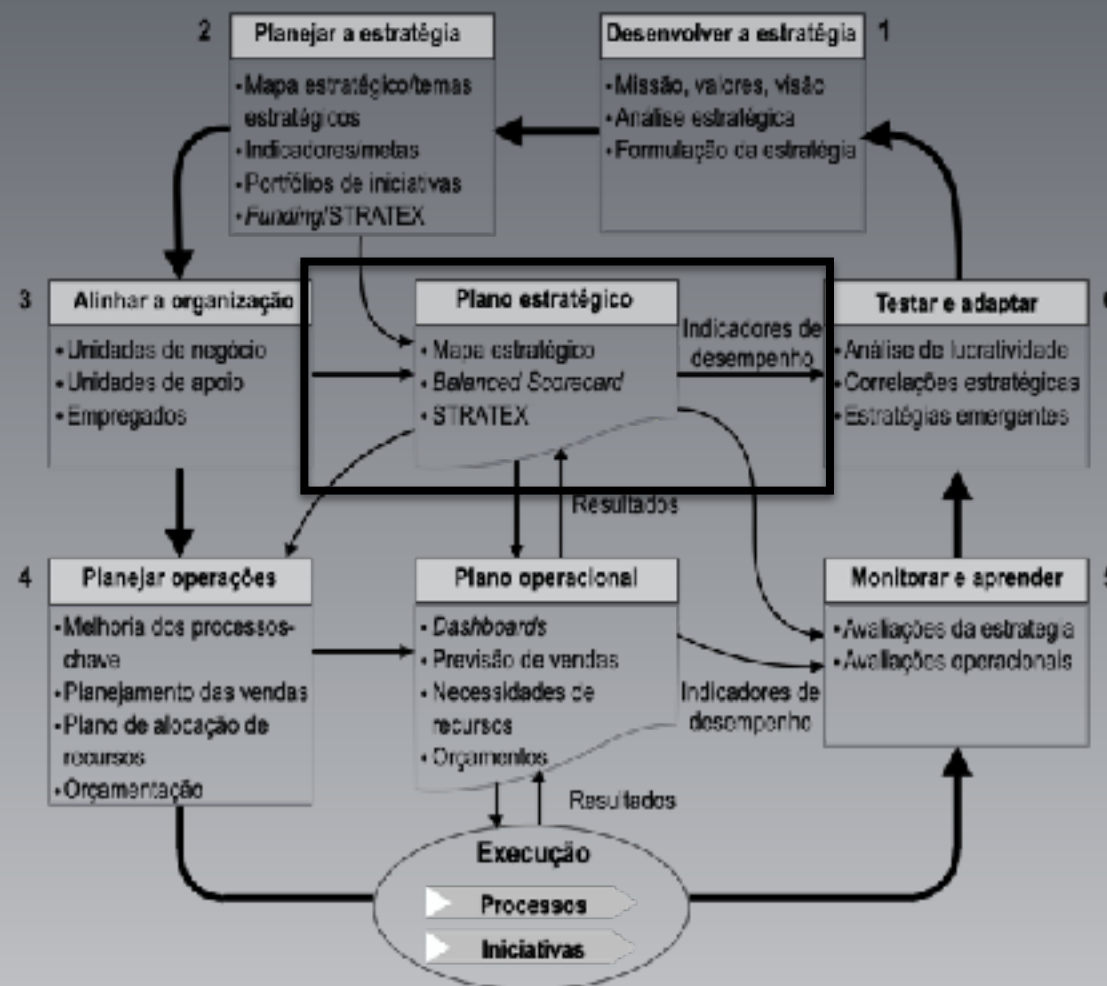 2
Planejar a estratégia
• Mapa estratégico/temas
estratégicos
• Indicadores/metas
• Portfólios de iniciativas
• Funding/STRATEX
Desenvolver a estratégia
1
• Missão, valores, visão
• Análise estratégica
• Formulação da estratégia
3
Alinhar a organização
• Unidades de negócio
• Unidades de apoio
• Empregados
Plano estratégico
• Mapa estratégico
• Balanced Scorecard
• STRATEX
Indicadores de
desempenho
Testar e adaptar
• Análise de lucratividade
• Correlações estratégicas
• Estratégias emergentes
Resultados
4
Planejar operações
• Melhoria dos processos-
chave
• Planejamento das vendas
• Plano de alocação de
recursos
• Orçamentação
Plano operacional
• Dashboards
• Previsão de vendas
• Necessidades de
recursos
• Orçamentos
Indicadores de
desempenho
Monitorar e aprender
• Avaliações da estrategia
• Avaliações operacionais
Resultados
Execução
Processos
Iniciativas